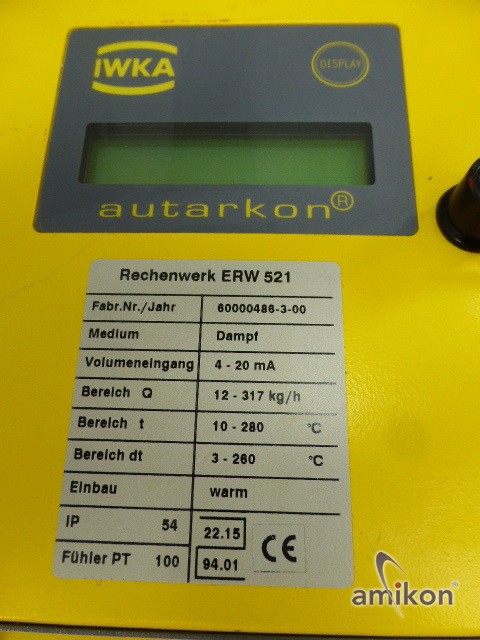 IWKA
DISPLAY
autarkon®
Rechenwerk ERW 521
Fabr.Nr./Jahr 60000486-3-00
Medium Dampf
Volumeneingang 4 - 20 mA
Bereich Q 12 - 317 kg/h
Bereich t 10 - 280 °C
Bereich dt 3 - 260 °C
Einbau warm
IP 54 22.15
Fühler PT 100 94.01
CE
amikon®